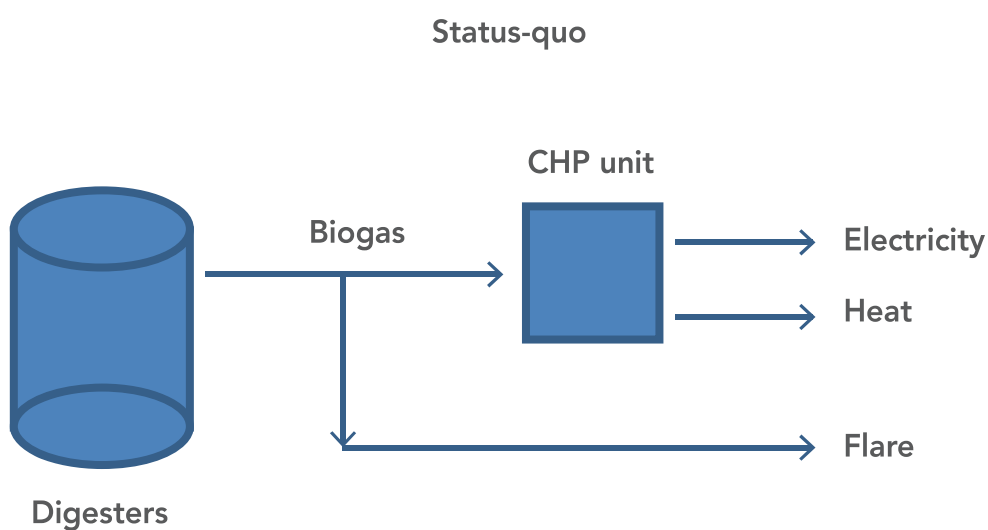 Status-quo
CHP unit
Biogas
Electricity
Heat
Flare
Digesters